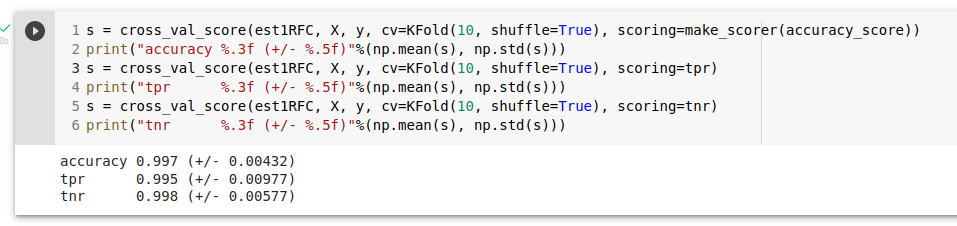 0s
1 s = cross_val_score(est1RFC, X, y, cv=KFold(10, shuffle=True), scoring=make_scorer(accuracy_score))
2 print("accuracy %.3f (+/- %.5f)"%(np.mean(s), np.std(s)))
3 s = cross_val_score(est1RFC, X, y, cv=KFold(10, shuffle=True), scoring=tpr)
4 print("tpr      %.3f (+/- %.5f)"%(np.mean(s), np.std(s)))
5 s = cross_val_score(est1RFC, X, y, cv=KFold(10, shuffle=True), scoring=tnr)
6 print("tnr      %.3f (+/- %.5f)"%(np.mean(s), np.std(s)))
accuracy 0.997 (+/- 0.00432)
tpr      0.995 (+/- 0.00977)
tnr      0.998 (+/- 0.00577)